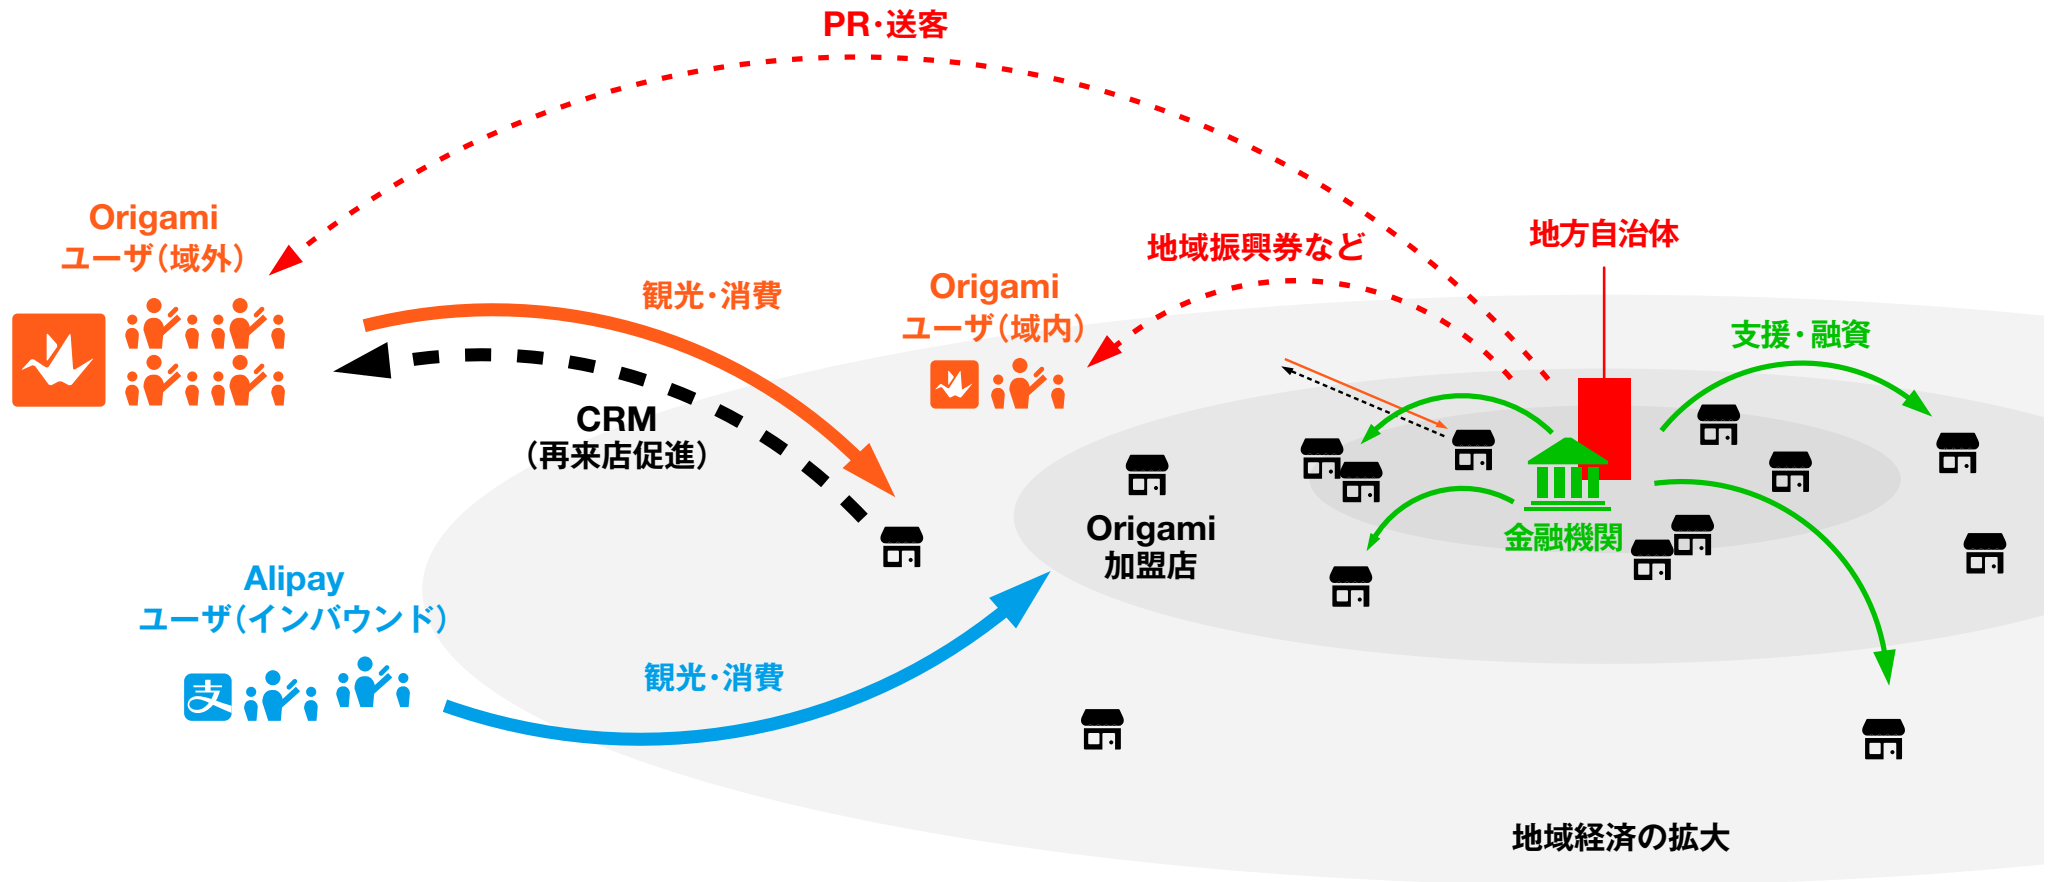 PR・送客
Origami
ユーザ（域外）
地域振興券など
地方自治体
観光・消費
Origami
ユーザ（域内）
支援・融資
CRM
（再来店促進）
Origami
加盟店
金融機関
Alipay
ユーザ（インバウンド）
支
観光・消費
地域経済の拡大